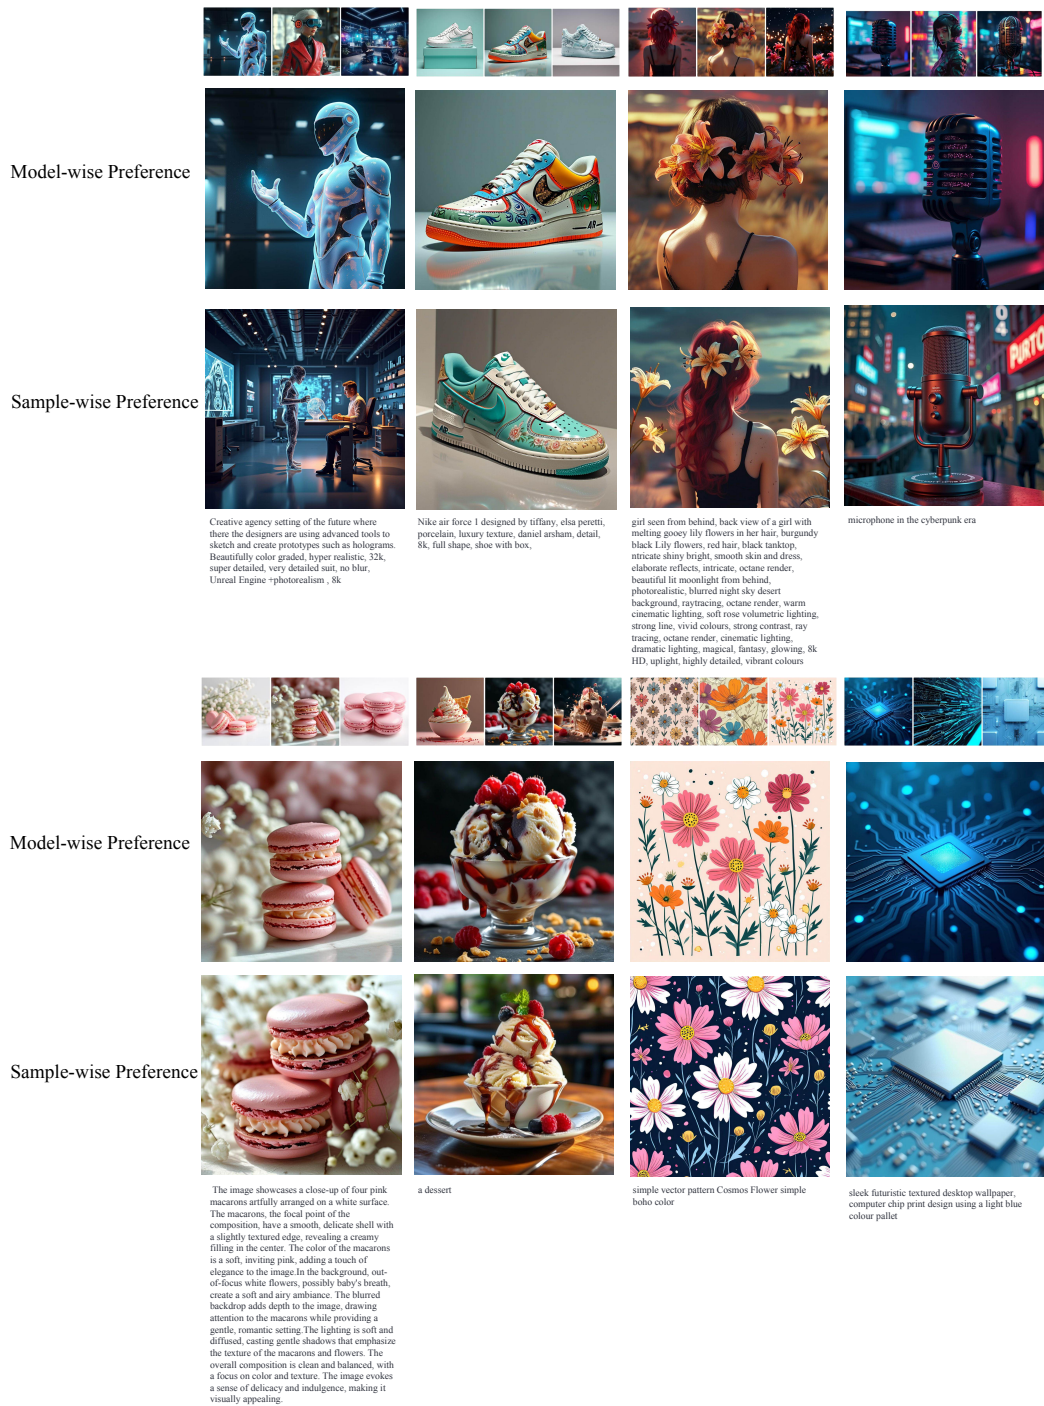 Model-wise Preference
AIR
Sample-wise Preference
AIR
04
PURTO
Creative agency setting of the future where
there the designers are using advanced tools to
sketch and create prototypes such as holograms.
Beautifully color graded, hyper realistic, 32k,
super detailed, very detailed suit, no blur,
Unreal Engine +photorealism , 8k
Nike air force 1 designed by tiffany, elsa peretti,
porcelain, luxury texture, daniel arsham, detail,
8k, full shape, shoe with box,
girl seen from behind, back view of a girl with
melting gooey lily flowers in her hair, burgundy
black Lily flowers, red hair, black tanktop,
ntricate shiny bright, smooth skin and dress,
elaborate reflects, intricate, octane render,
beautiful lit moonlight from behind,
photorealistic, blurred night sky desert
background, raytracing, octane render, warm
cinematic lighting, soft rose volumetric lighting,
strong line, vivid colours, strong contrast, ray
tracing, octane render, cinematic lighting,
dramatic lighting, magical, fantasy, glowing, 8k
HD, uplight, highly detailed, vibrant colours
microphone in the cyberpunk era
Model-wise Preference
Sample-wise Preference
The image showcases a close-up of four pink
macarons artfully arranged on a white surface.
The macarons, the focal point of the
composition, have a smooth, delicate shell with
a slightly textured edge, revealing a creamy
filling in the center. The color of the macarons
is a soft, inviting pink, adding a touch of
elegance to the image.In the background, out-
of-focus white flowers, possibly baby's breath,
create a soft and airy ambiance. The blurred
backdrop adds depth to the image, drawing
attention to the macarons while providing a
gentle, romantic setting.The lighting is soft and
diffused, casting gentle shadows that emphasize
the texture of the macarons and flowers. The
overall composition is clean and balanced, with
a focus on color and texture. The image evokes
a sense of delicacy and indulgence, making it
visually appealing.
a dessert
simple vector pattern Cosmos Flower simple
boho color
sleek futuristic textured desktop wallpaper,
computer chip print design using a light blue
colour pallet